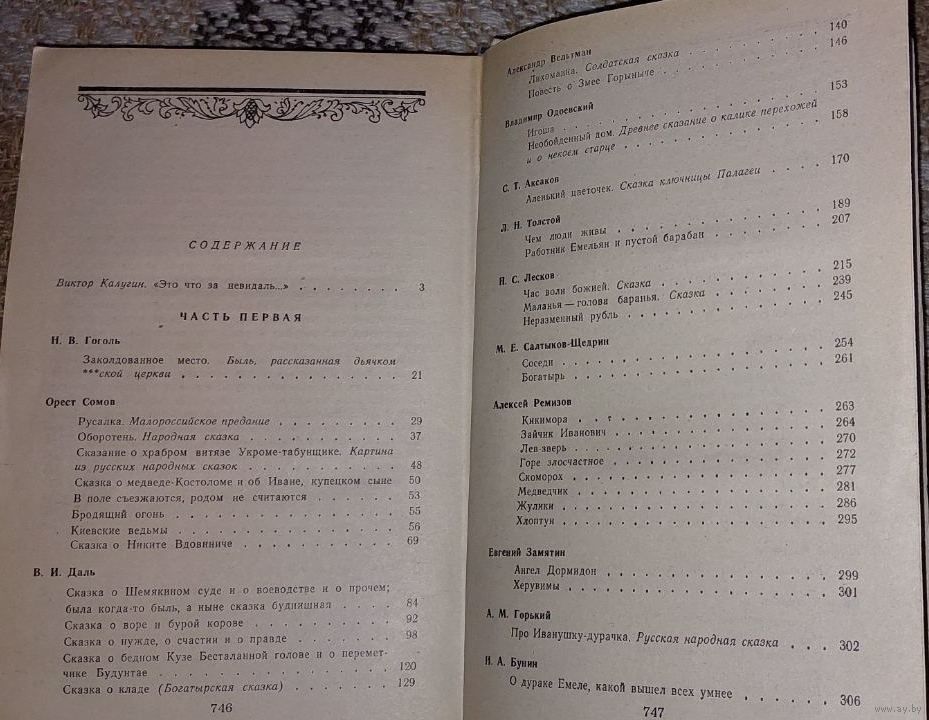 СОДЕРЖАНИЕ
Виктор Калугин. «Это что за невидаль...» . . . . . . . . 3
ЧАСТЬ ПЕРВАЯ
Н. В. Гоголь
Заколдованное место. Быль, рассказанная дьячком
***ской церкви . . . . . . . . . . . . . . . 21
Орест Сомов
Русалка. Малороссийское предание . . . . . . . . 29
Оборотень. Народная сказка . . . . . . . . . . 37
Сказание о храбром витязе Укроме-табунщике. Картина
из русских народных сказок . . . . . . . . . . 48
Сказка о медведе-Костоломе и об Иване, купецком сыне 50
В поле съезжаются, родом не считаются . . . . . . 53
Бродящий огонь . . . . . . . . . . . . . . 55
Киевские ведьмы . . . . . . . . . . . . . . 56
Сказка о Никите Вдовиниче . . . . . . . . . . 69
В. И. Даль
Сказка о Шемякином суде и о воеводстве и о прочем;
была когда-то быль, а ныне сказка буднишная . . . . 84
Сказка о воре и бурой корове . . . . . . . . . 92
Сказка о нужде, о счастии и о правде . . . . . . . 98
Сказка о бедном Кузе Бесталанной голове и о перемет-
чике Будунтае . . . . . . . . . . . . . . . 120
Сказка о кладе (Богатырская сказка) . . . . . . . 129
746
Александр Вельтман
Лихоманка. Солдатская сказка . . . . . . . . . 140
Повесть о Змее Горыныче . . . . . . . . . . . 146
Владимир Одоевский
Игоша . . . . . . . . . . . . . . . . . . 153
Необойденный дом. Древнее сказание о калике перехожей
и о некоем старце . . . . . . . . . . . . . . 158
С. Т. Аксаков
Аленький цветочек. Сказка ключницы Палагеи . . . . 170
Л. Н. Толстой
Чем люди живы . . . . . . . . . . . . . . . 189
Работник Емельян и пустой барабан . . . . . . . . 207
Н. С. Лесков
Час воли божией. Сказка . . . . . . . . . . . 215
Маланья — голова баранья. Сказка . . . . . . . . 239
Неразменный рубль . . . . . . . . . . . . . 245
М. Е. Салтыков-Щедрин
Соседи . . . . . . . . . . . . . . . . . . 254
Богатырь . . . . . . . . . . . . . . . . . 261
Алексей Ремизов
Кикимора . . . . . . . . . . . . . . . . . 263
Зайчик Иванович . . . . . . . . . . . . . . 264
Лев-зверь . . . . . . . . . . . . . . . . . 270
Горе злосчастное . . . . . . . . . . . . . . 272
Скоморох . . . . . . . . . . . . . . . . . 277
Медведчик . . . . . . . . . . . . . . . . . 281
Жулики . . . . . . . . . . . . . . . . . . 286
Хлоптун . . . . . . . . . . . . . . . . . . 295
Евгений Замятин
Ангел Дормидон . . . . . . . . . . . . . . . 299
Херувимы . . . . . . . . . . . . . . . . . 301
А. М. Горький
Про Иванушку-дурачка. Русская народная сказка . . . 302
И. А. Бунин
О дураке Емеле, какой вышел всех умнее . . . . . . 306
747
www.ay.by